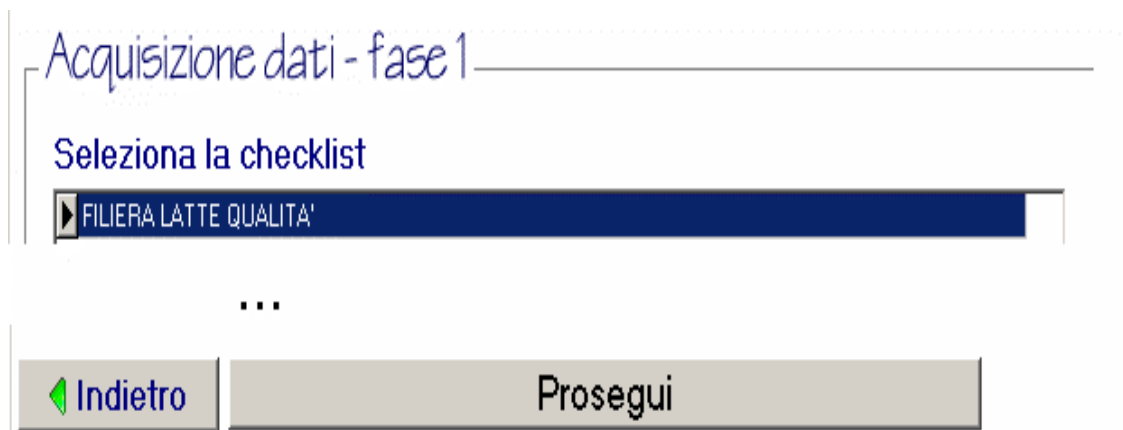 Acquisizione dati - fase 1
Seleziona la checklist
FILIERA LATTE QUALITA'
...
Indietro
Prosegui